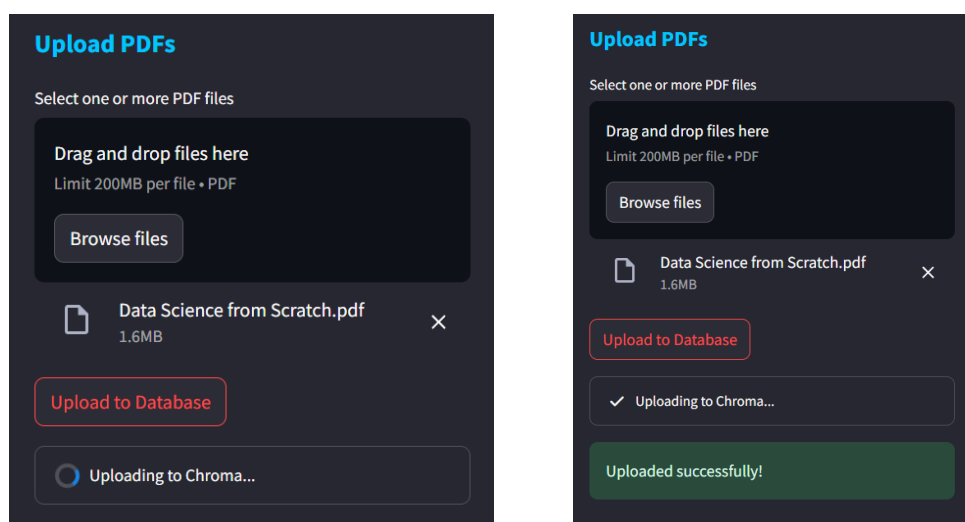 Upload PDFs
Select one or more PDF files
Drag and drop files here
Limit 200MB per file • PDF
Browse files
Data Science from Scratch.pdf
1.6MB
Upload to Database
Uploading to Chroma...
Upload PDFs
Select one or more PDF files
Drag and drop files here
Limit 200MB per file • PDF
Browse files
Data Science from Scratch.pdf
1.6MB
Upload to Database
Uploading to Chroma...
Uploaded successfully!